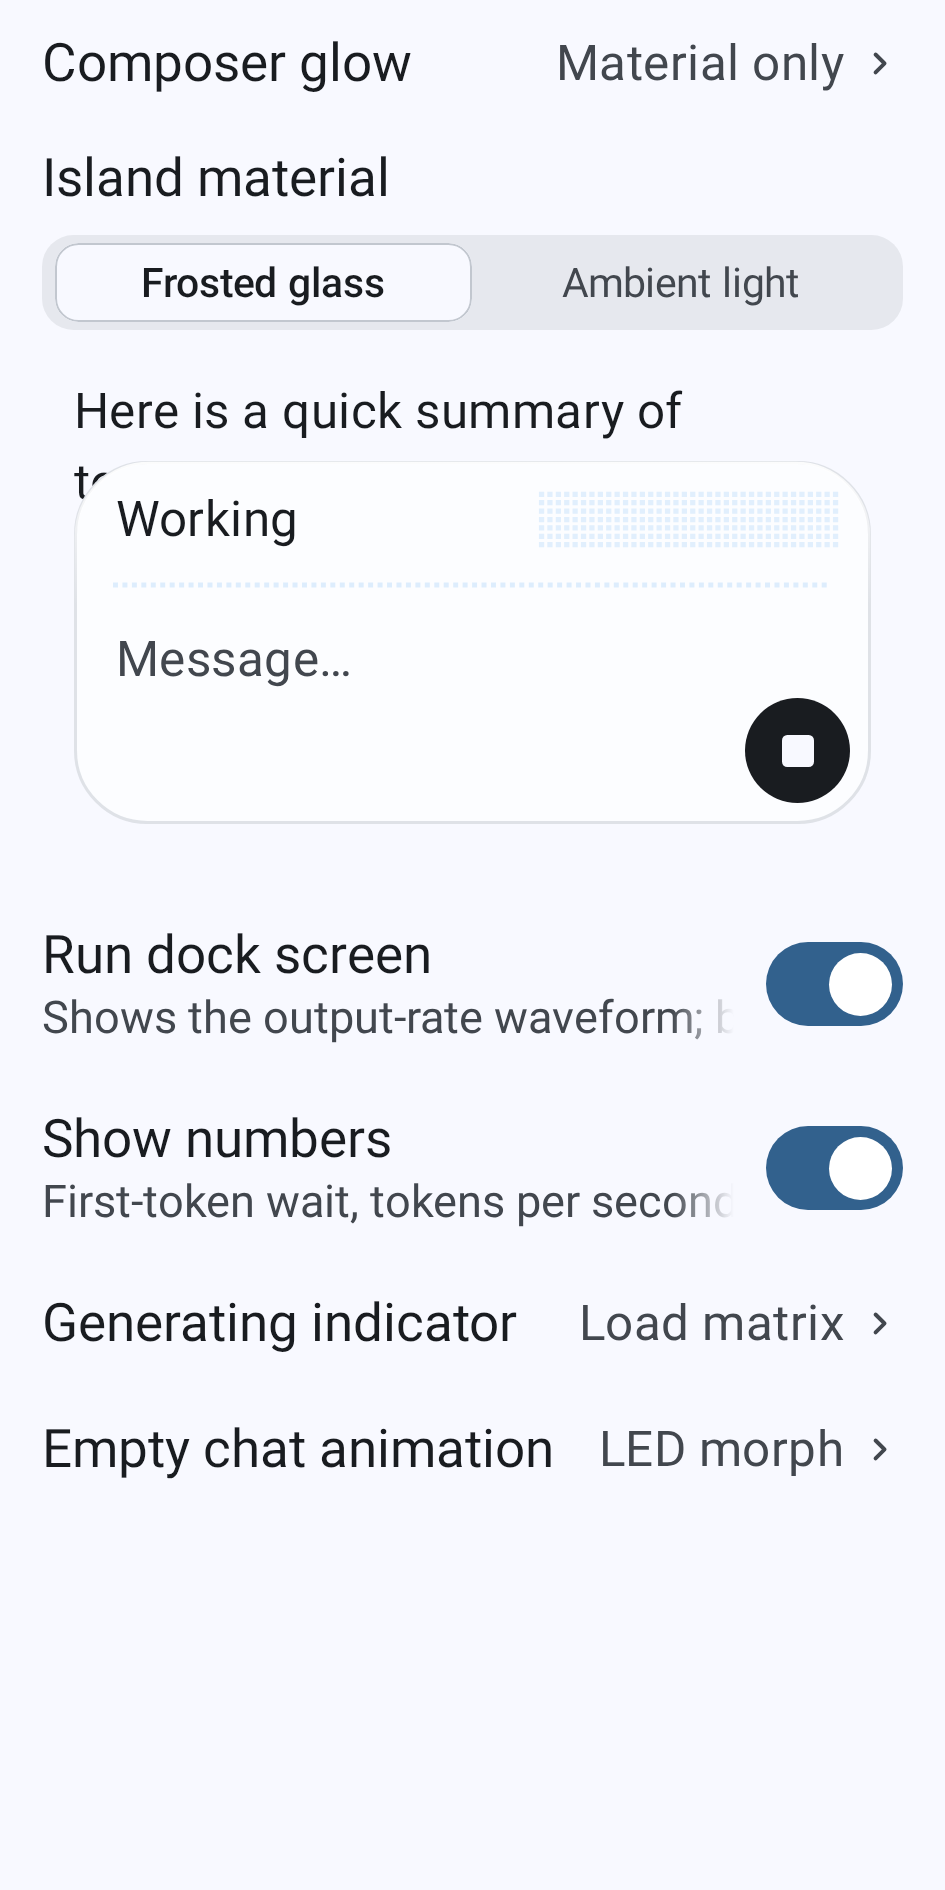 Composer glow
Material only
Island material
Frosted glass
Ambient light
Here is a quick summary of
Working
Message…
Run dock screen
Shows the output-rate waveform;
Show numbers
First-token wait, tokens per second
Generating indicator
Load matrix
Empty chat animation
LED morph